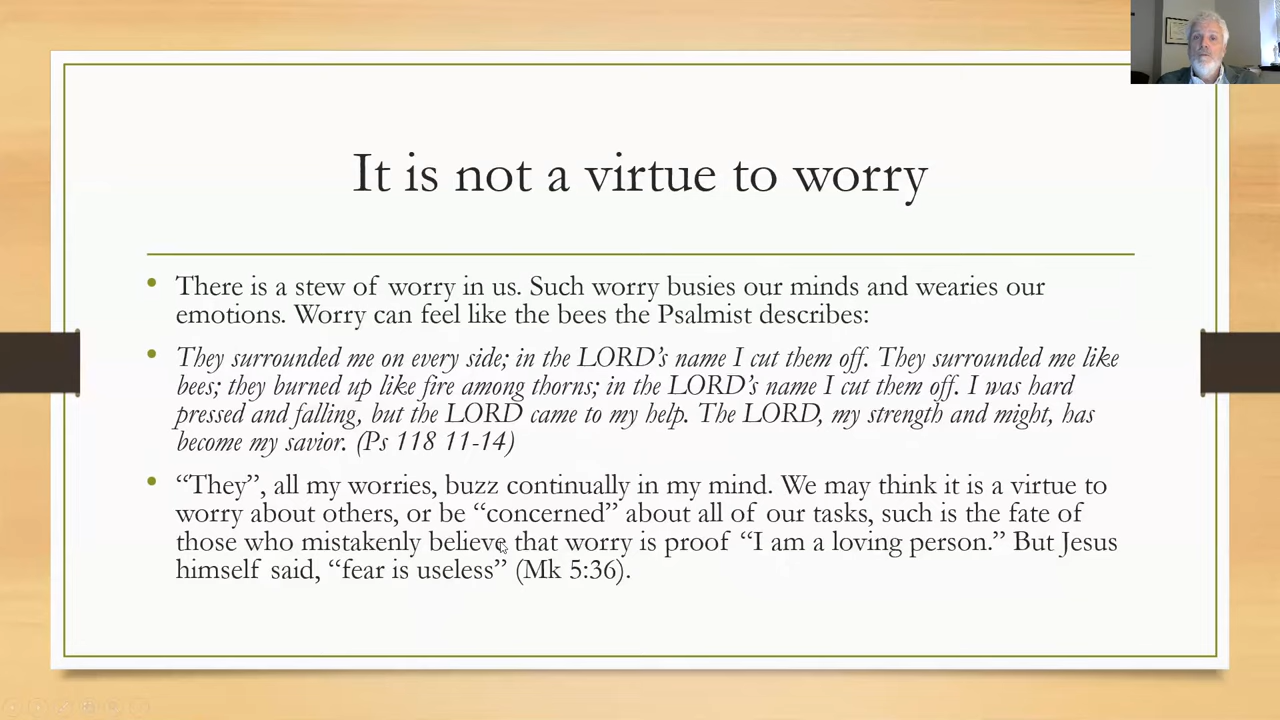 It is not a virtue to worry
• There is a stew of worry in us. Such worry busies our minds and wearies our
emotions. Worry can feel like the bees the Psalmist describes:
• They surrounded me on every side; in the LORD’s name I cut them off. They surrounded me like
bees; they burned up like fire among thorns; in the LORD’s name I cut them off. I was hard
pressed and falling, but the LORD came to my help. The LORD, my strength and might, has
become my savior. (Ps 118 11-14)
• “They”, all my worries, buzz continually in my mind. We may think it is a virtue to
worry about others, or be “concerned” about all of our tasks, such is the fate of
those who mistakenly believe that worry is proof “I am a loving person.” But Jesus
himself said, “fear is useless” (Mk 5:36).